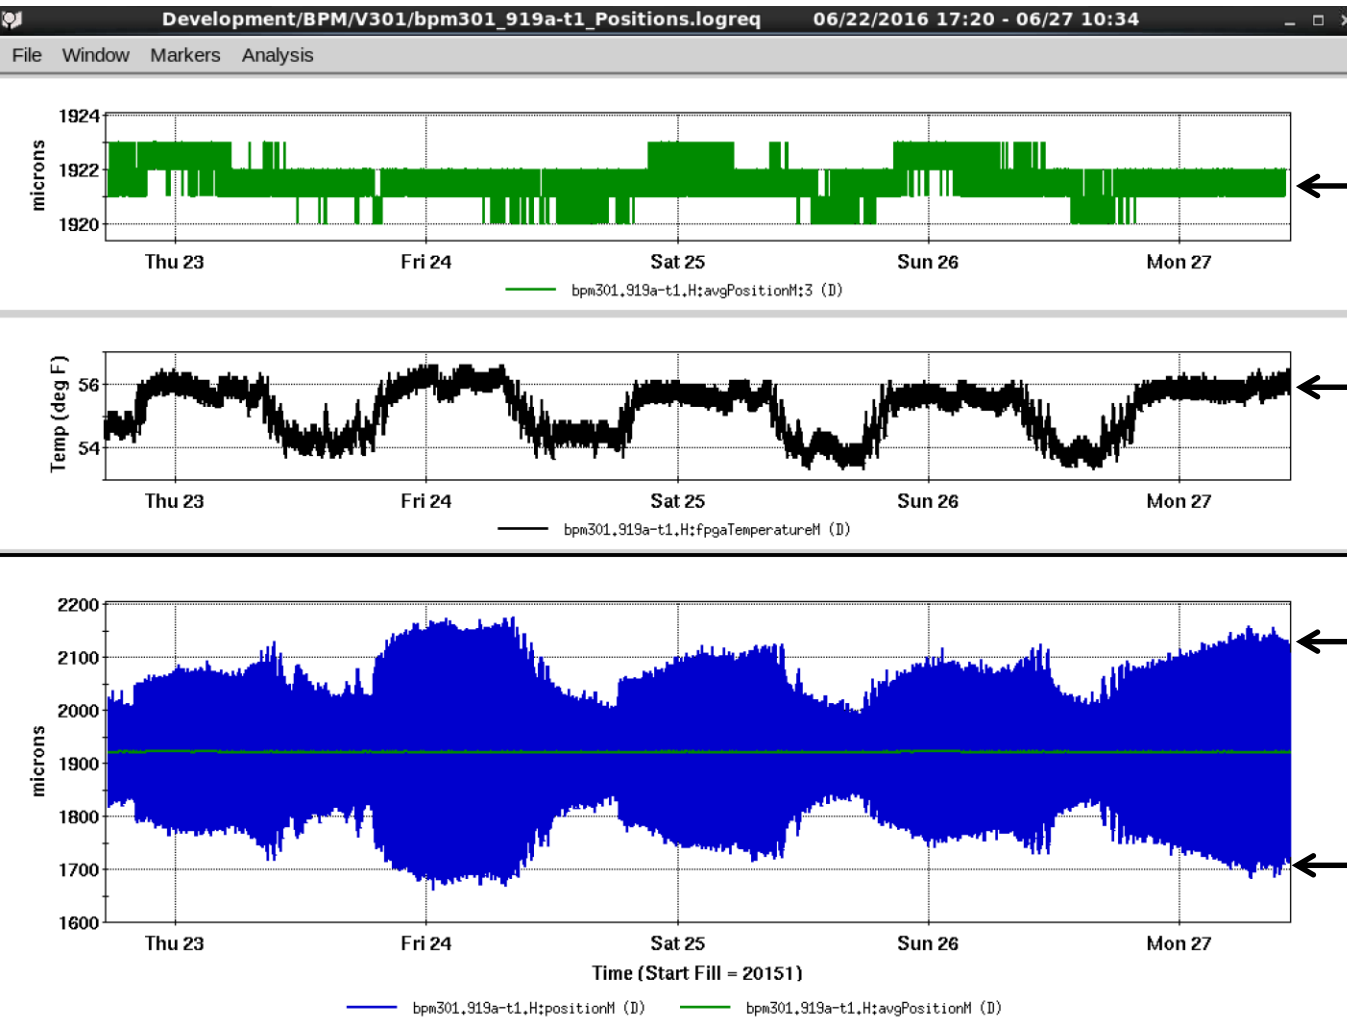 Development/BPM/V301/bpm301_919a-t1_Positions.logreq 06/22/2016 17:20 - 06/27 10:34
File Window Markers Analysis
1924
1922
1920
microns
Thu 23 Fri 24 Sat 25 Sun 26 Mon 27
bpm301.919a-t1.H:avgPositionM:3 (D)
56
54
Temp (deg F)
Thu 23 Fri 24 Sat 25 Sun 26 Mon 27
bpm301.919a-t1.H:fpgaTemperatureM (D)
2200
2100
2000
1900
1800
1700
1600
microns
Thu 23 Fri 24 Sat 25 Sun 26 Mon 27
Time (Start Fill = 20151)
bpm301.919a-t1.H:positionM (D) bpm301.919a-t1.H:avgPositionM (D)